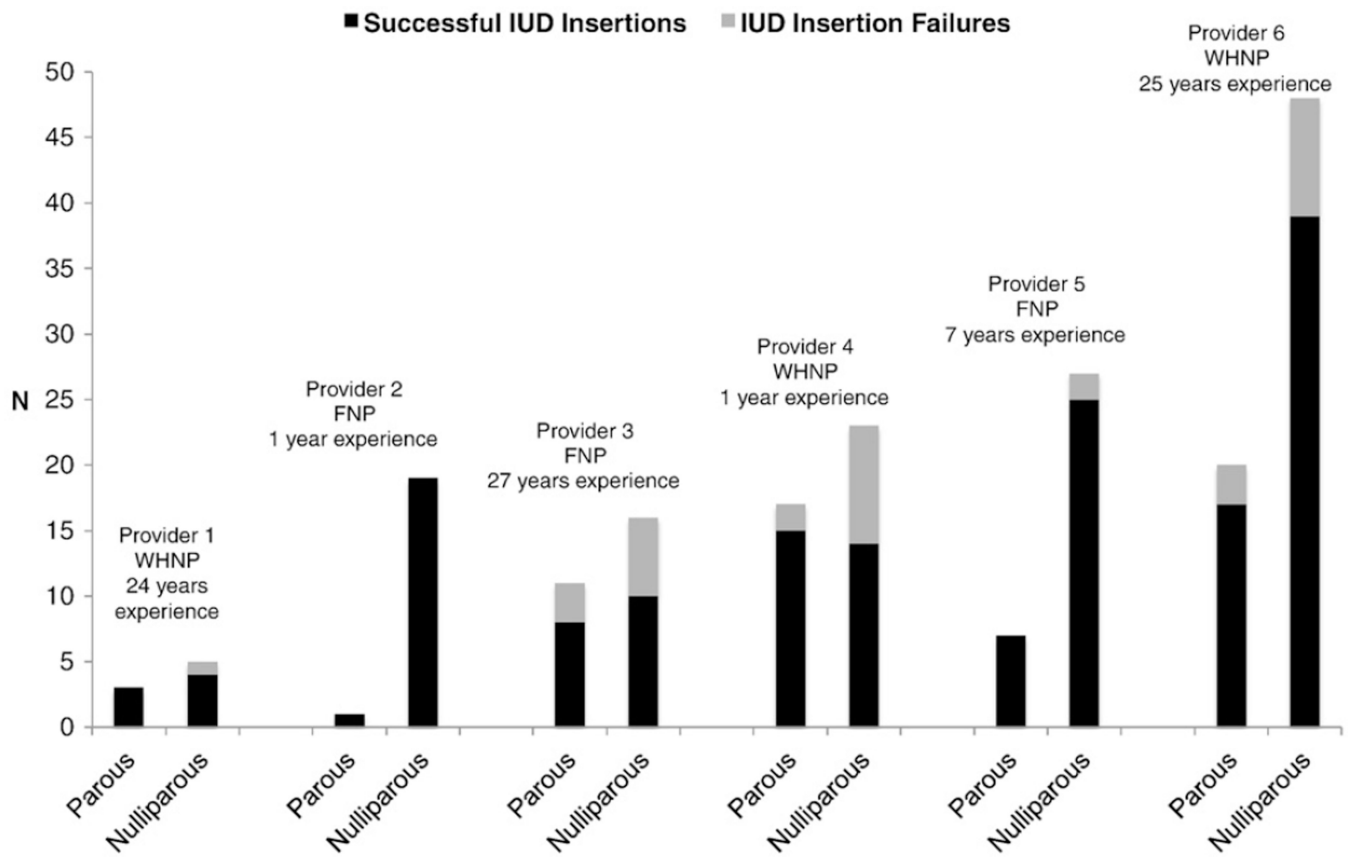 Successful IUD Insertions IUD Insertion Failures
Provider 6
WHNP
25 years experience
Provider 5
FNP
7 years experience
Provider 4
WHNP
1 year experience
Provider 2
FNP
1 year experience
Provider 3
FNP
27 years experience
Provider 1
WHNP
24 years
experience
N
50
45
40
35
30
25
20
15
10
5
0
Parous
Nulliparous
Parous
Nulliparous
Parous
Nulliparous
Parous
Nulliparous
Parous
Nulliparous
Parous
Nulliparous